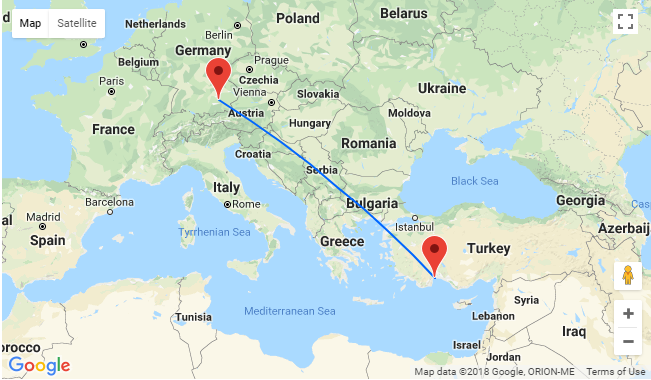 Map
Satellite
Netherlands
Berlin
Poland
Belarus
Germany
Belgium
Prague
Paris
Czechia
Ukraine
Vienna
Slovakia
Austria
France
Hungary
Moldova
Croatia
Romania
Serbia
Black Sea
Italy
Barcelona
Rome
Bulgaria
Georgia
Madrid
Istanbul
Tyrrhenian Sea
Azerbaij
Spain
Greece
Turkey
Syria
Mediterranean Sea
Tunisia
Lebanon
Iraq
Israel
orocco
Jordan
Google
Map data ©2018 Google, ORION-ME
Terms of Use